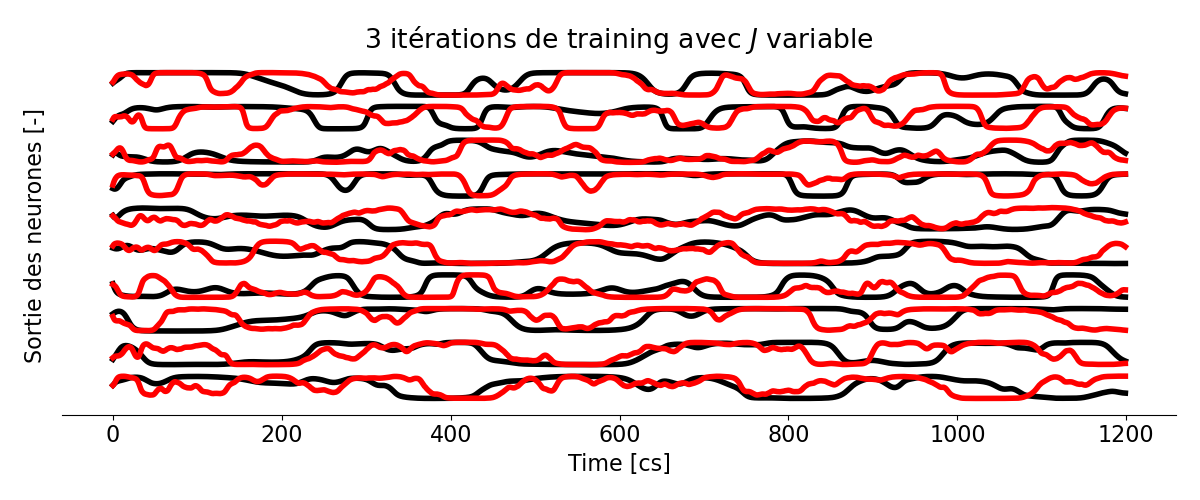 3 itérations de training avec J variable
Sortie des neurones [-]
0 200 400 600 800 1000 1200
Time [cs]